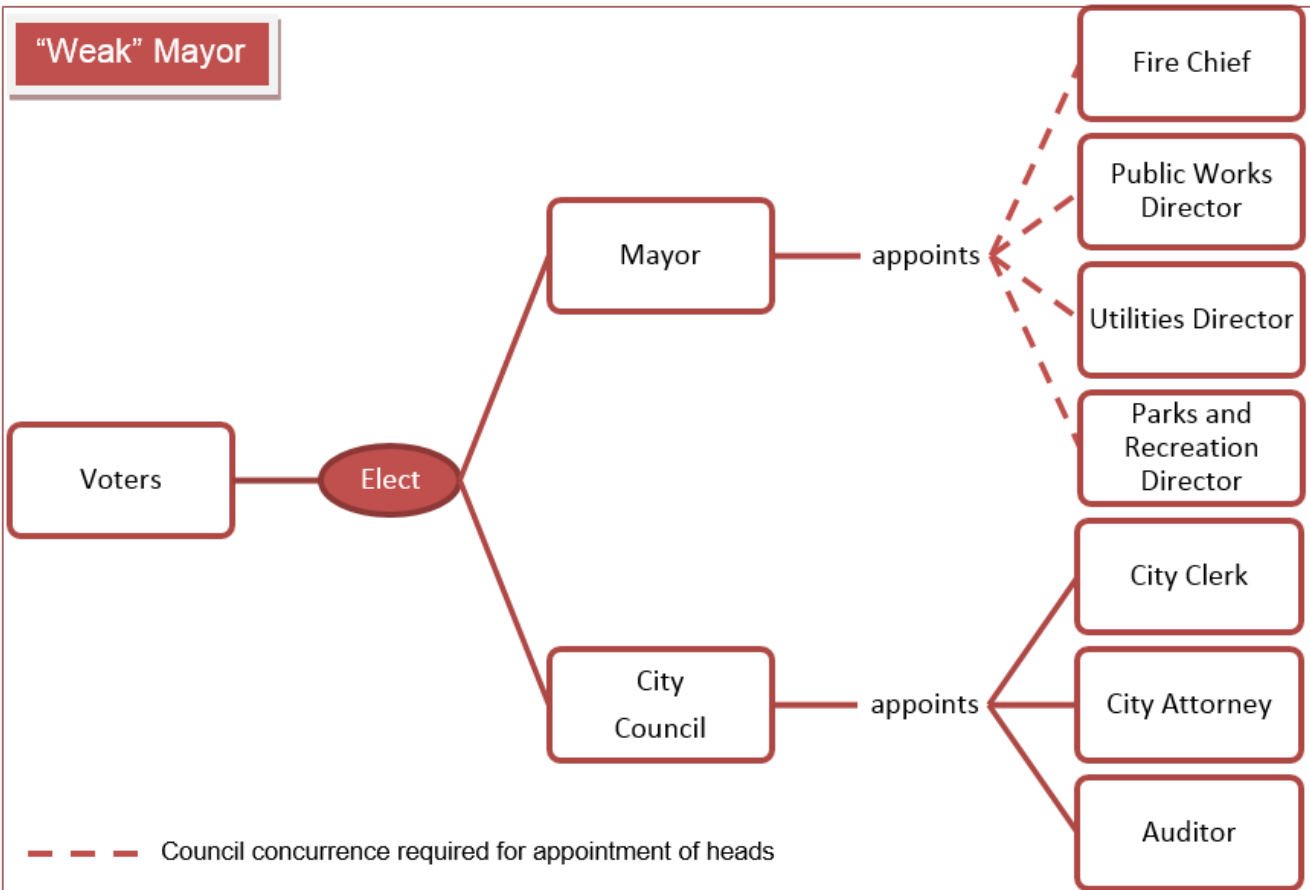 “Weak” Mayor
Fire Chief
Public Works
Director
Mayor
appoints
Utilities Director
Parks and
Recreation
Director
Voters
Elect
City Clerk
City
Council
appoints
City Attorney
Auditor
Council concurrence required for appointment of heads